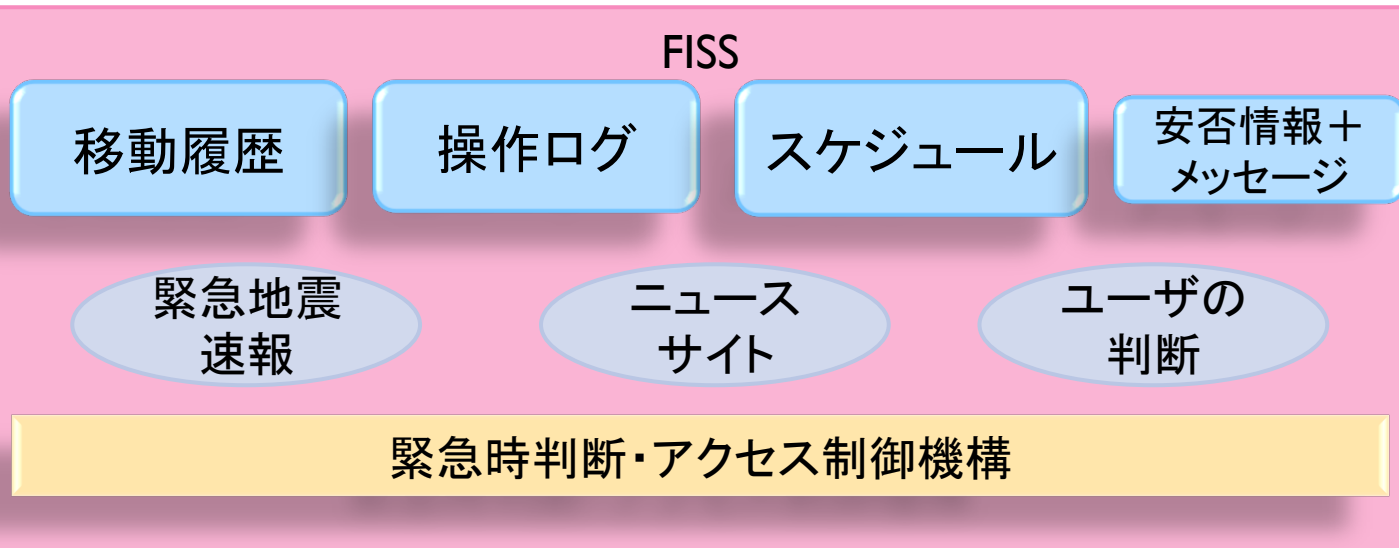 FISS
移動履歴
操作ログ
スケジュール
安否情報＋
メッセージ
緊急地震
速報
ニュース
サイト
ユーザの
判断
緊急時判断・アクセス制御機構